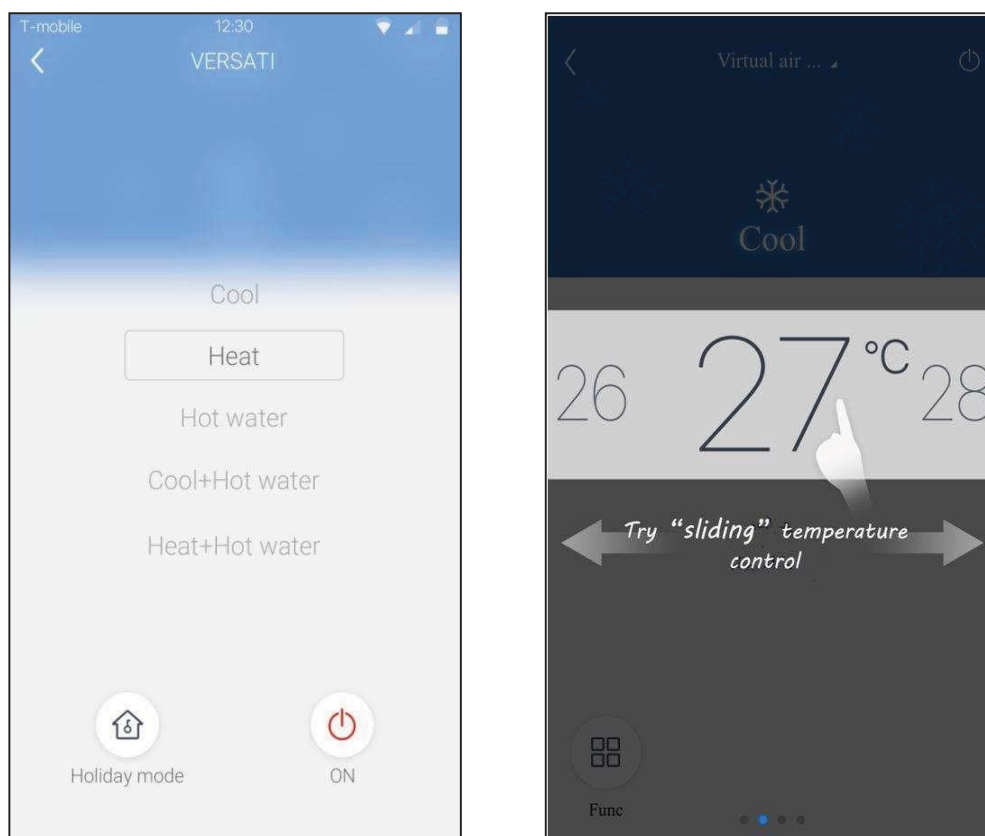 T-mobile 12:30
VERSATI
Cool
Heat
Hot water
Cool+Hot water
Heat+Hot water
Holiday mode ON
Virtual air ...
Cool
26 27 °C 28
Try “sliding” temperature
control
Func